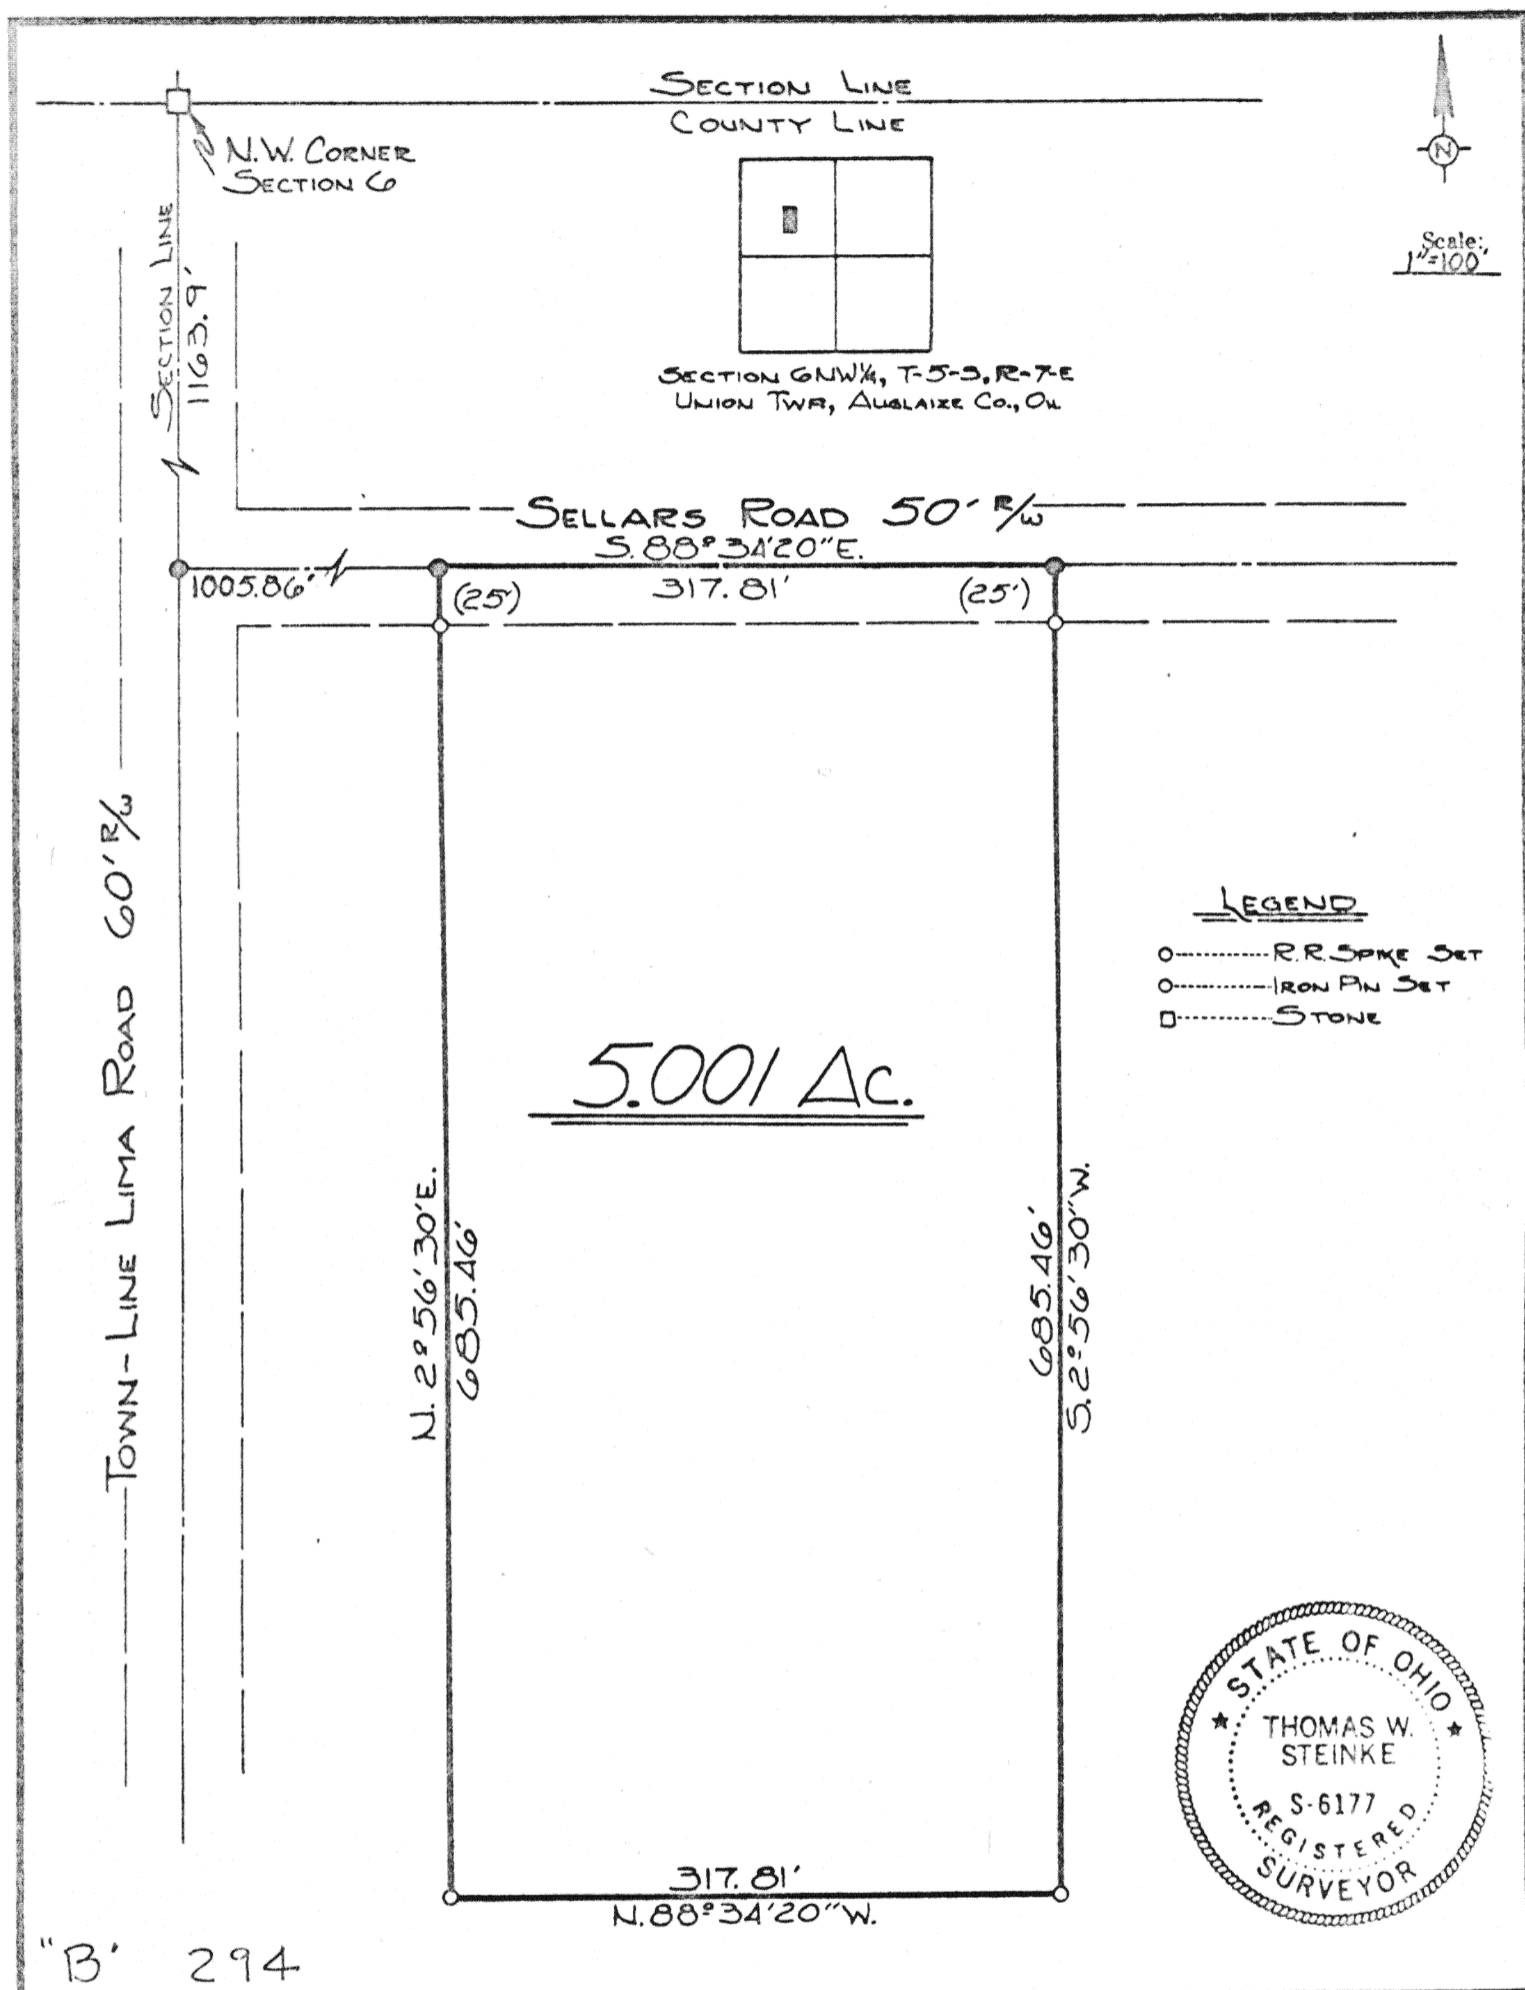 SECTION LINE
COUNTY LINE
N
N.W. CORNER
SECTION 6
Scale:
1"=100'
SECTION LINE
1163.9'
SECTION 6 NW¼, T-5-S, R-7-E
UNION TWP., AUGLAIZE CO., OH
SELLARS ROAD 50' R/W
S. 88° 34' 20" E.
1005.86'
(25')
317.81'
(25')
TOWN-LINE LIMA ROAD 60' R/W
LEGEND
R.R. SPIKE SET
IRON PIN SET
STONE
5.001 AC.
N. 2° 56' 30" E.
685.46'
685.46'
S. 2° 56' 30" W.
STATE OF OHIO
THOMAS W.
STEINKE
S-6177
REGISTERED
SURVEYOR
317.81'
N. 88° 34' 20" W.
"B' 294